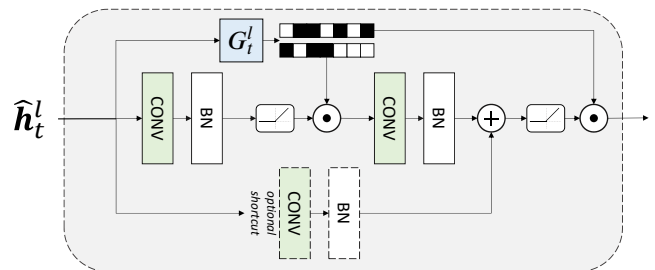 G_t^l
ĥ_t^l
CONV
BN
CONV
BN
optional
shortcut
CONV
BN